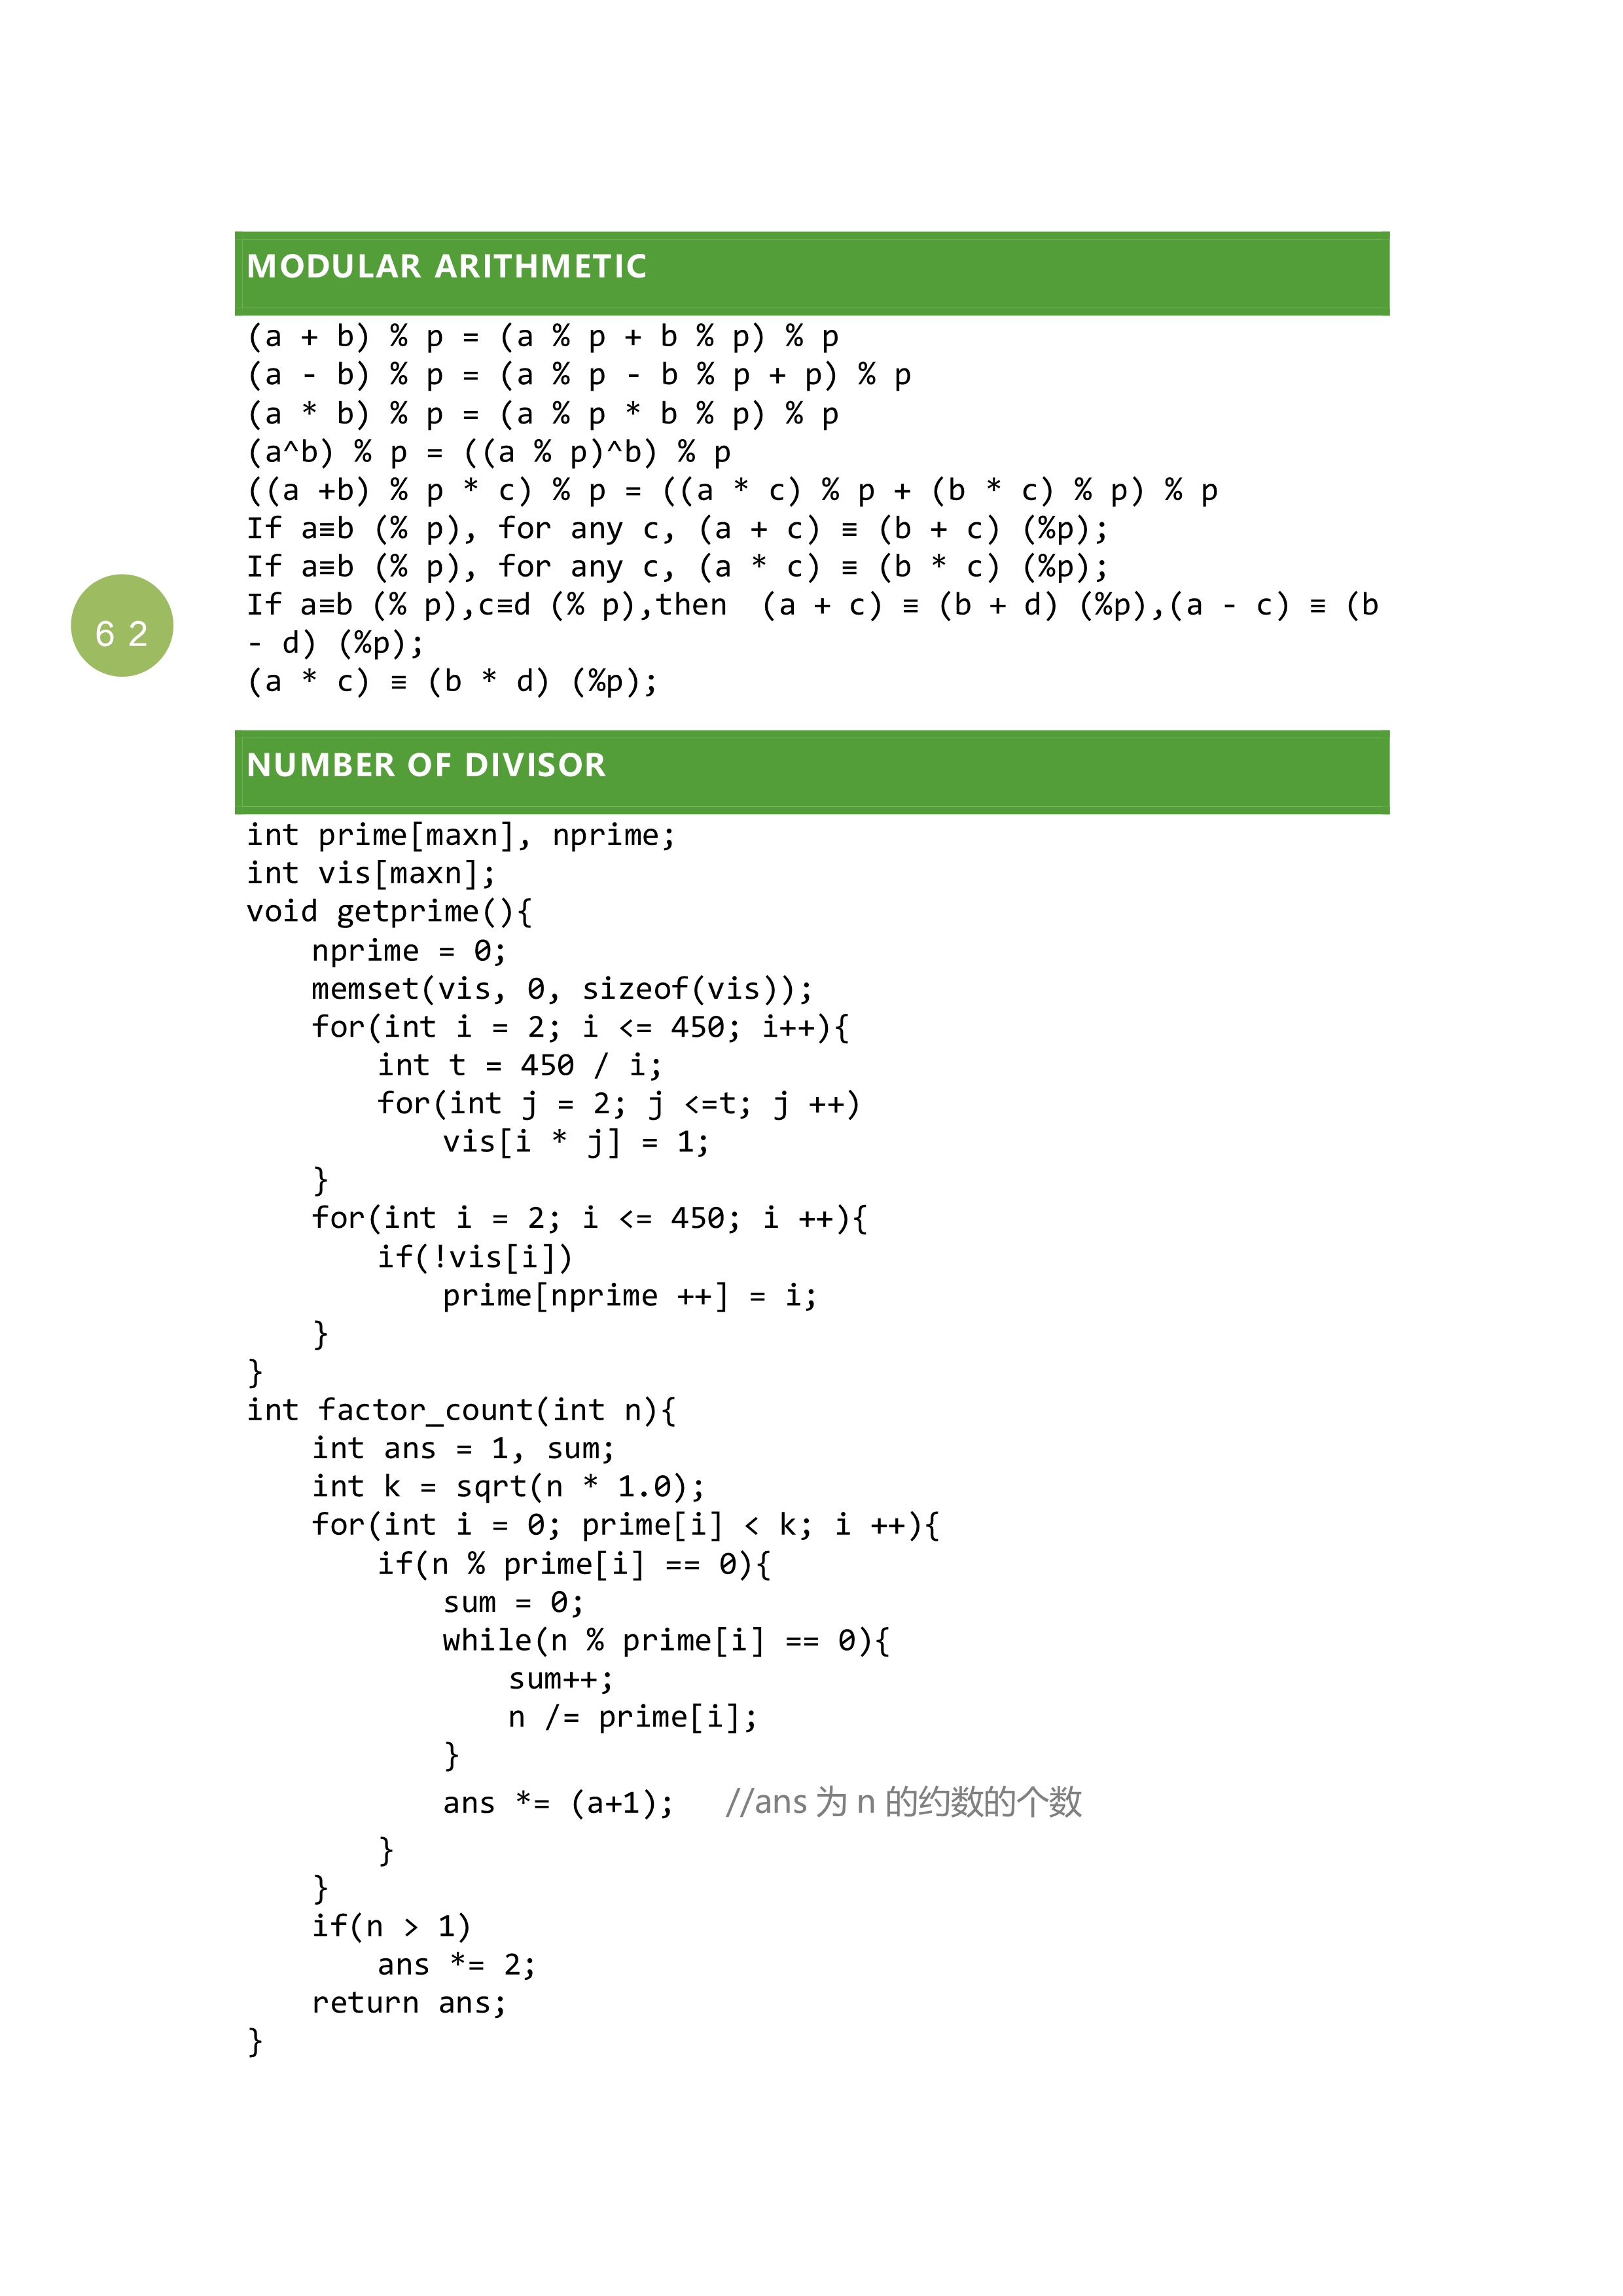 MODULAR ARITHMETIC
(a + b) % p = (a % p + b % p) % p
(a - b) % p = (a % p - b % p + p) % p
(a * b) % p = (a % p * b % p) % p
(a^b) % p = ((a % p)^b) % p
((a +b) % p * c) % p = ((a * c) % p + (b * c) % p) % p
If a≡b (% p), for any c, (a + c) ≡ (b + c) (%p);
If a≡b (% p), for any c, (a * c) ≡ (b * c) (%p);
If a≡b (% p),c≡d (% p),then  (a + c) ≡ (b + d) (%p),(a - c) ≡ (b
- d) (%p);
62
(a * c) ≡ (b * d) (%p);
NUMBER OF DIVISOR
int prime[maxn], nprime;
int vis[maxn];
void getprime(){
    nprime = 0;
    memset(vis, 0, sizeof(vis));
    for(int i = 2; i <= 450; i++){
        int t = 450 / i;
        for(int j = 2; j <=t; j ++)
            vis[i * j] = 1;
    }
    for(int i = 2; i <= 450; i ++){
        if(!vis[i])
            prime[nprime ++] = i;
    }
}
int factor_count(int n){
    int ans = 1, sum;
    int k = sqrt(n * 1.0);
    for(int i = 0; prime[i] < k; i ++){
        if(n % prime[i] == 0){
            sum = 0;
            while(n % prime[i] == 0){
                sum++;
                n /= prime[i];
            }
            ans *= (a+1);   //ans 为 n 的约数的个数
        }
    }
    if(n > 1)
        ans *= 2;
    return ans;
}